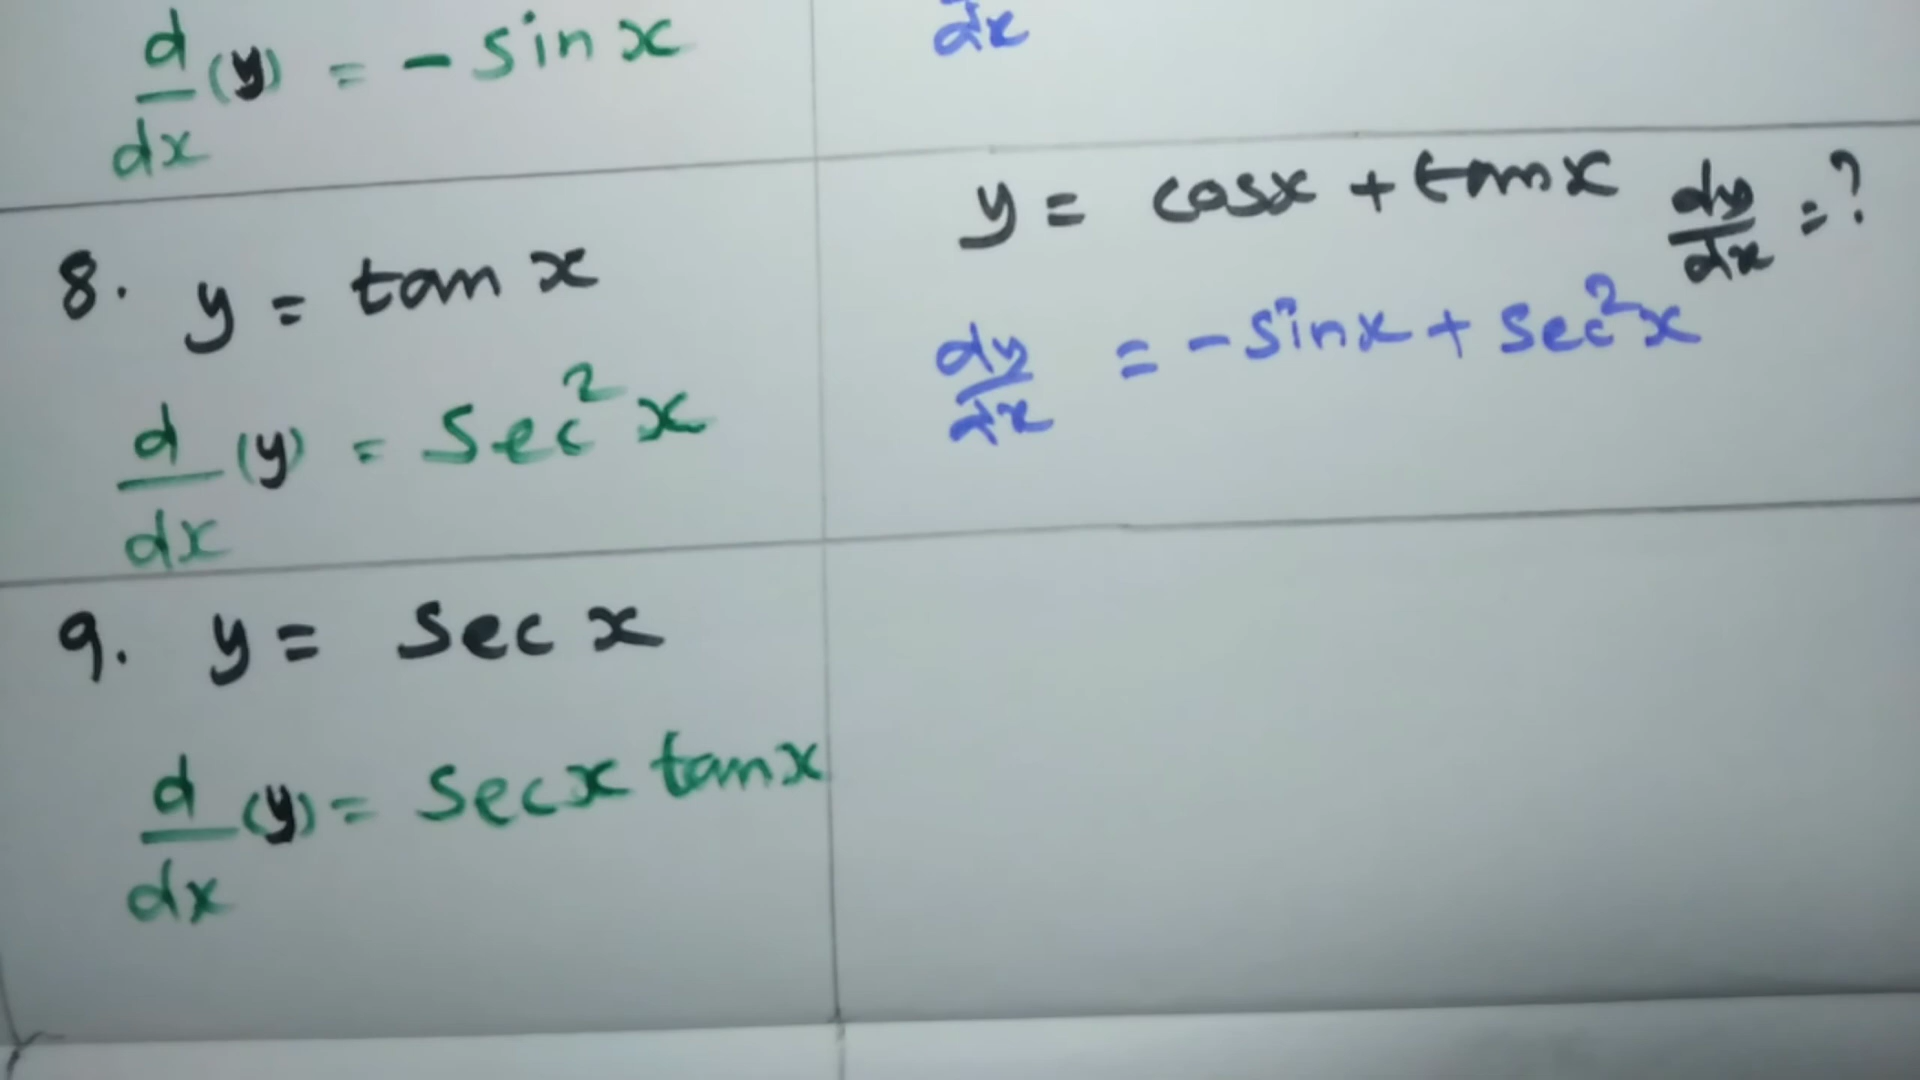 d/dx (y) = - sin x
dx
8. y = tan x
d/dx (y) = sec²x
y = cosx + tanx dy/dx = ?
dy/dx = -sinx + sec²x
9. y = sec x
d/dx (y) = secx tanx